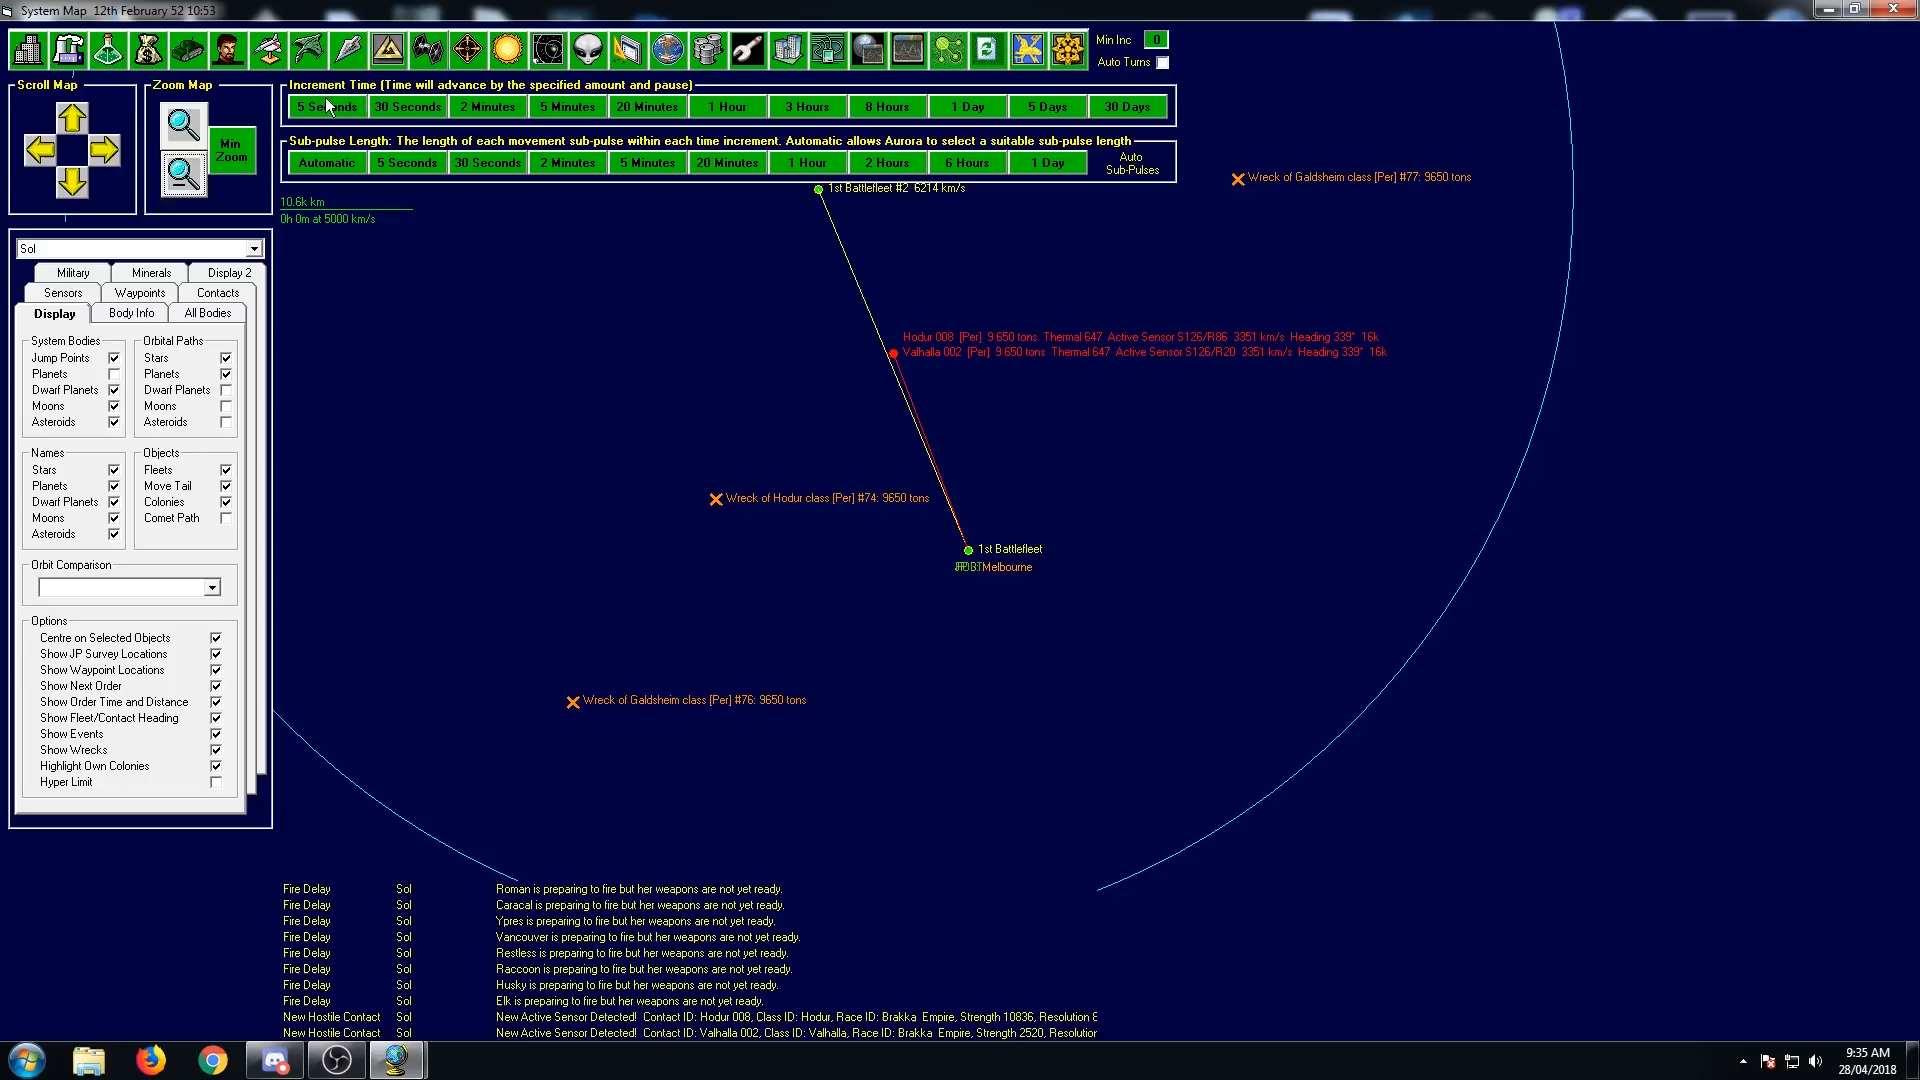 System Map  12th February 52 10:53
Min Inc 0
Auto Turns
Scroll Map
Zoom Map
Min Zoom
Increment Time (Time will advance by the specified amount and pause)
5 Seconds 30 Seconds 2 Minutes 5 Minutes 20 Minutes 1 Hour 3 Hours 8 Hours 1 Day 5 Days 30 Days
Sub-pulse Length: The length of each movement sub-pulse within each time increment. Automatic allows Aurora to select a suitable sub-pulse length
Automatic 5 Seconds 30 Seconds 2 Minutes 5 Minutes 20 Minutes 1 Hour 2 Hours 6 Hours 1 Day
Auto Sub-Pulses
10.6k km
0h 0m at 5000 km/s
1st Battlefleet #2  6214 km/s
Wreck of Galdsheim class [Per] #77: 9650 tons
Hodur 008  [Per]  9 650 tons  Thermal 647  Active Sensor S126/R86  3351 km/s  Heading 339°  16k
Valhalla 002  [Per]  9 650 tons  Thermal 647  Active Sensor S126/R20  3351 km/s  Heading 339°  16k
Wreck of Hodur class [Per] #74: 9650 tons
1st Battlefleet
Melbourne
Wreck of Galdsheim class [Per] #76: 9650 tons
Sol
Military Minerals Display 2
Sensors Waypoints Contacts
Display Body Info All Bodies
System Bodies
Jump Points
Planets
Dwarf Planets
Moons
Asteroids
Orbital Paths
Stars
Planets
Dwarf Planets
Moons
Asteroids
Names
Stars
Planets
Dwarf Planets
Moons
Asteroids
Objects
Fleets
Move Tail
Colonies
Comet Path
Orbit Comparison
Options
Centre on Selected Objects
Show JP Survey Locations
Show Waypoint Locations
Show Next Order
Show Order Time and Distance
Show Fleet/Contact Heading
Show Events
Show Wrecks
Highlight Own Colonies
Hyper Limit
Fire Delay Sol Roman is preparing to fire but her weapons are not yet ready.
Fire Delay Sol Caracal is preparing to fire but her weapons are not yet ready.
Fire Delay Sol Ypres is preparing to fire but her weapons are not yet ready.
Fire Delay Sol Vancouver is preparing to fire but her weapons are not yet ready.
Fire Delay Sol Restless is preparing to fire but her weapons are not yet ready.
Fire Delay Sol Raccoon is preparing to fire but her weapons are not yet ready.
Fire Delay Sol Husky is preparing to fire but her weapons are not yet ready.
Fire Delay Sol Elk is preparing to fire but her weapons are not yet ready.
New Hostile Contact Sol New Active Sensor Detected!  Contact ID: Hodur 008, Class ID: Hodur, Race ID: Brakka  Empire, Strength 10836, Resolution
New Hostile Contact Sol New Active Sensor Detected!  Contact ID: Valhalla 002, Class ID: Valhalla, Race ID: Brakka  Empire, Strength 2520, Resolution
9:35 AM
28/04/2018